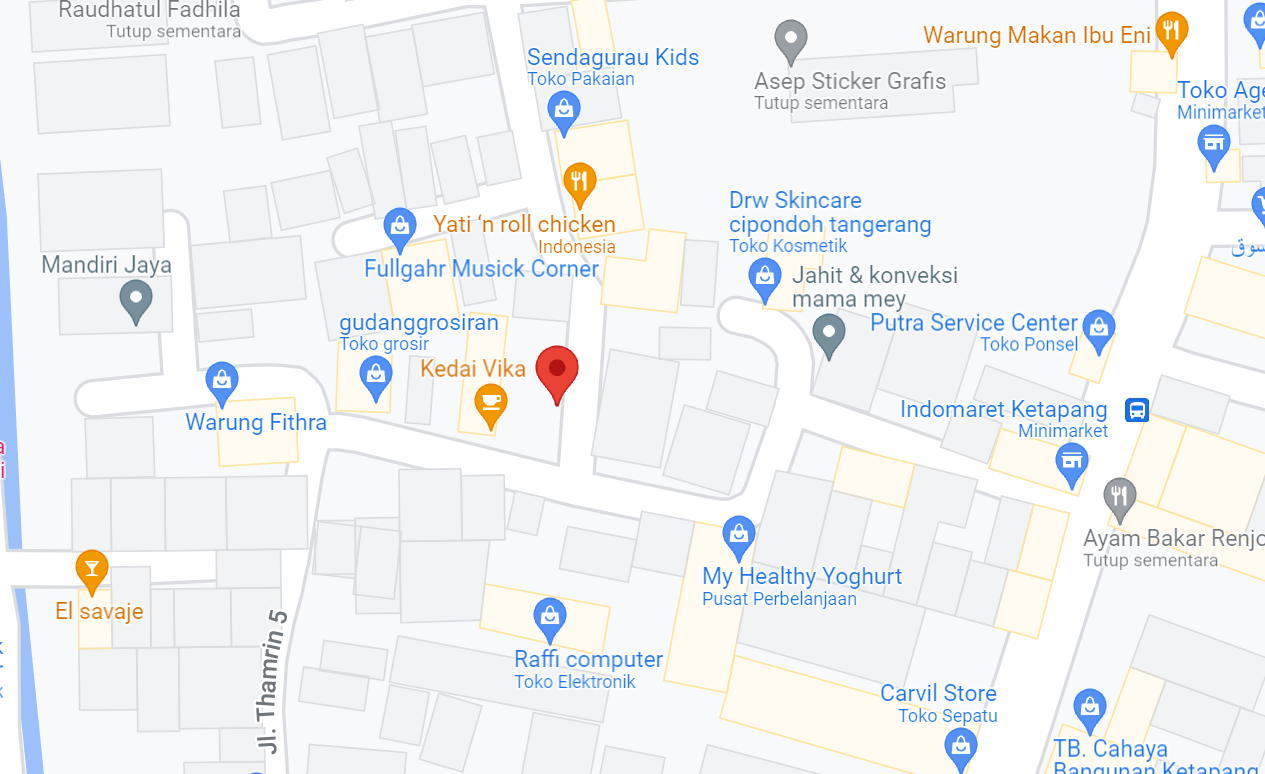 Raudhatul Fadhila
Tutup sementara
Warung Makan Ibu Eni
Sendagurau Kids
Toko Pakaian
Asep Sticker Grafis
Tutup sementara
Toko Age
Minimarket
Drw Skincare
cipondoh tangerang
Toko Kosmetik
Yati ‘n roll chicken
Indonesia
سوق
Mandiri Jaya
Fullgahr Musick Corner
Jahit & konveksi
mama mey
gudanggrosiran
Toko grosir
Putra Service Center
Toko Ponsel
Kedai Vika
Warung Fithra
Indomaret Ketapang
Minimarket
Ayam Bakar Renjo
Tutup sementara
My Healthy Yoghurt
Pusat Perbelanjaan
El savaje
Jl. Thamrin 5
Raffi computer
Toko Elektronik
Carvil Store
Toko Sepatu
TB. Cahaya
Bangunan Ketapang